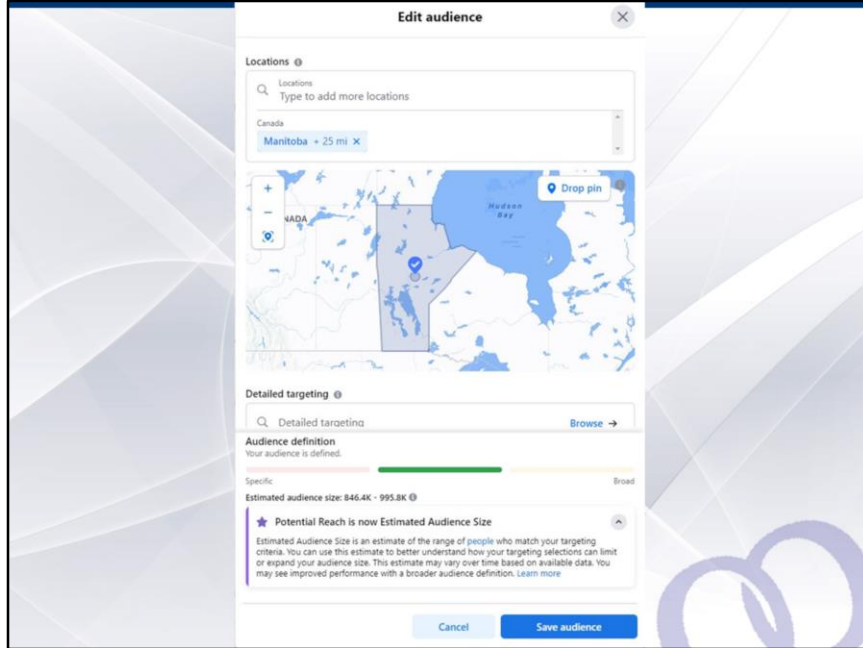 Edit audience
Locations
Locations
Type to add more locations
Canada
Manitoba + 25 mi
Drop pin
NADA
Hudson
Bay
Detailed targeting
Detailed targeting
Browse →
Audience definition
Your audience is defined.
Specific
Broad
Estimated audience size: 846.4K - 995.8K
Potential Reach is now Estimated Audience Size
Estimated Audience Size is an estimate of the range of people who match your targeting
criteria. You can use this estimate to better understand how your targeting selections can limit
or expand your audience size. This estimate may vary over time based on available data. You
may see improved performance with a broader audience definition. Learn more
Cancel
Save audience